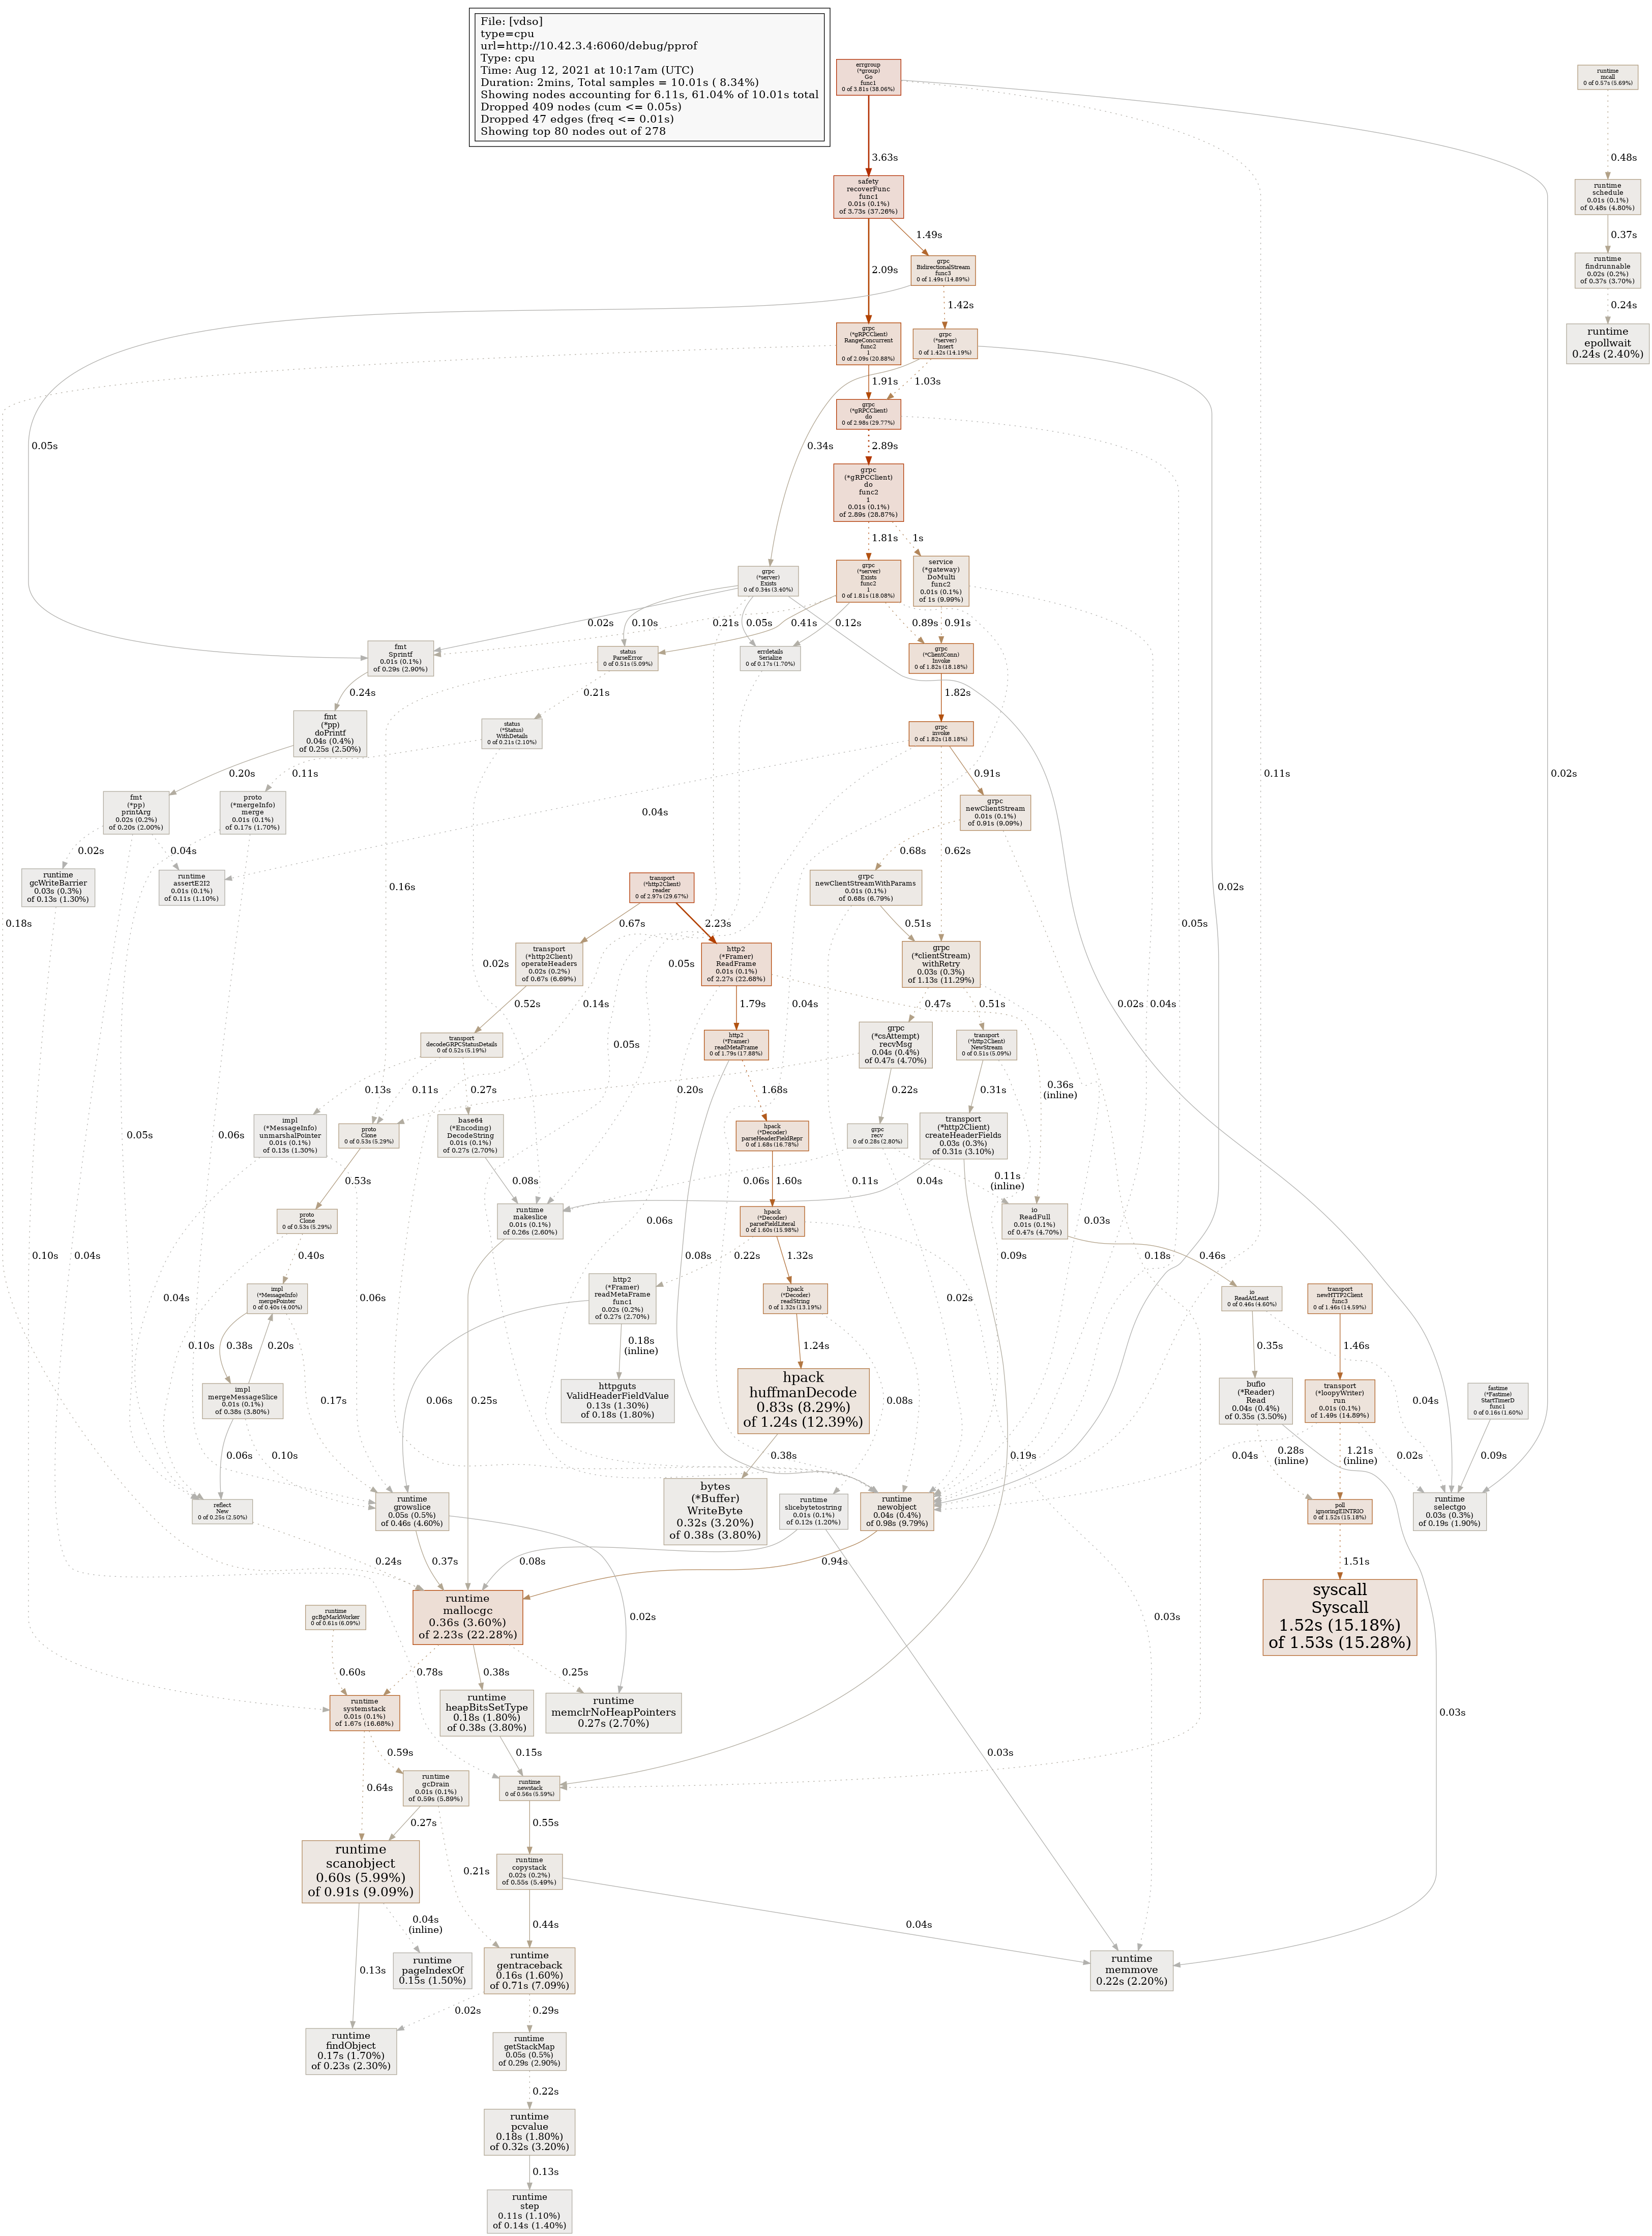 File: [vdso]
type=cpu
url=http://10.42.3.4:6060/debug/pprof
Type: cpu
Time: Aug 12, 2021 at 10:17am (UTC)
Duration: 2mins, Total samples = 10.01s ( 8.34%)
Showing nodes accounting for 6.11s, 61.04% of 10.01s total
Dropped 409 nodes (cum <= 0.05s)
Dropped 47 edges (freq <= 0.01s)
Showing top 80 nodes out of 278
errgroup
(*group)
Go
func1
0 of 3.81s (38.06%)
runtime
mcall
0 of 0.57s (5.69%)
3.63s
0.48s
safety
recoverFunc
func1
0.01s (0.1%)
of 3.73s (37.26%)
runtime
schedule
0.01s (0.1%)
of 0.48s (4.80%)
1.49s
0.37s
2.09s
grpc
BidirectionalStream
func3
0 of 1.49s (14.89%)
runtime
findrunnable
0.02s (0.2%)
of 0.37s (3.70%)
1.42s
0.24s
grpc
(*gRPCClient)
RangeConcurrent
func2
1
0 of 2.09s (20.88%)
grpc
(*server)
Insert
0 of 1.42s (14.19%)
runtime
epollwait
0.24s (2.40%)
1.91s
1.03s
grpc
(*gRPCClient)
do
0 of 2.98s (29.77%)
0.05s
0.34s
2.89s
grpc
(*gRPCClient)
do
func2
1
0.01s (0.1%)
of 2.89s (28.87%)
1.81s
1s
grpc
(*server)
Exists
0 of 0.34s (3.40%)
grpc
(*server)
Exists
func2
1
0 of 1.81s (18.08%)
service
(*gateway)
DoMulti
func2
0.01s (0.1%)
of 1s (9.99%)
0.02s
0.10s
0.21s
0.05s
0.41s
0.12s
0.89s
0.91s
fmt
Sprintf
0.01s (0.1%)
of 0.29s (2.90%)
status
ParseError
0 of 0.51s (5.09%)
errdetails
Serialize
0 of 0.17s (1.70%)
grpc
(*ClientConn)
Invoke
0 of 1.82s (18.18%)
0.24s
0.21s
1.82s
fmt
(*pp)
doPrintf
0.04s (0.4%)
of 0.25s (2.50%)
status
(*Status)
WithDetails
0 of 0.21s (2.10%)
grpc
invoke
0 of 1.82s (18.18%)
0.20s
0.11s
0.91s
0.11s
0.02s
fmt
(*pp)
printArg
0.02s (0.2%)
of 0.20s (2.00%)
proto
(*mergeInfo)
merge
0.01s (0.1%)
of 0.17s (1.70%)
0.04s
grpc
newClientStream
0.01s (0.1%)
of 0.91s (9.09%)
0.02s
0.04s
0.68s
0.62s
runtime
gcWriteBarrier
0.03s (0.3%)
of 0.13s (1.30%)
runtime
assertE2I2
0.01s (0.1%)
of 0.11s (1.10%)
0.16s
transport
(*http2Client)
reader
0 of 2.97s (29.67%)
grpc
newClientStreamWithParams
0.01s (0.1%)
of 0.68s (6.79%)
0.02s
0.18s
0.67s
2.23s
0.51s
0.05s
transport
(*http2Client)
operateHeaders
0.02s (0.2%)
of 0.67s (6.69%)
http2
(*Framer)
ReadFrame
0.01s (0.1%)
of 2.27s (22.68%)
grpc
(*clientStream)
withRetry
0.03s (0.3%)
of 1.13s (11.29%)
0.02s
0.05s
0.52s
0.14s
1.79s
0.04s
0.47s
0.51s
0.02s
0.04s
transport
decodeGRPCStatusDetails
0 of 0.52s (5.19%)
0.05s
http2
(*Framer)
readMetaFrame
0 of 1.79s (17.88%)
grpc
(*csAttempt)
recvMsg
0.04s (0.4%)
of 0.47s (4.70%)
transport
(*http2Client)
NewStream
0 of 0.51s (5.09%)
0.13s
0.11s
0.27s
0.20s
1.68s
0.22s
0.31s
0.36s
(inline)
0.05s
0.06s
impl
(*MessageInfo)
unmarshalPointer
0.01s (0.1%)
of 0.13s (1.30%)
proto
Clone
0 of 0.53s (5.29%)
base64
(*Encoding)
DecodeString
0.01s (0.1%)
of 0.27s (2.70%)
hpack
(*Decoder)
parseHeaderFieldRepr
0 of 1.68s (16.78%)
grpc
recv
0 of 0.28s (2.80%)
transport
(*http2Client)
createHeaderFields
0.03s (0.3%)
of 0.31s (3.10%)
0.53s
0.08s
0.06s
1.60s
0.11s
0.04s
0.11s
(inline)
proto
Clone
0 of 0.53s (5.29%)
runtime
makeslice
0.01s (0.1%)
of 0.26s (2.60%)
0.06s
hpack
(*Decoder)
parseFieldLiteral
0 of 1.60s (15.98%)
io
ReadFull
0.01s (0.1%)
of 0.47s (4.70%)
0.03s
0.10s
0.04s
0.40s
0.08s
0.22s
1.32s
0.09s
0.18s
0.46s
0.04s
0.06s
impl
(*MessageInfo)
mergePointer
0 of 0.40s (4.00%)
http2
(*Framer)
readMetaFrame
func1
0.02s (0.2%)
of 0.27s (2.70%)
hpack
(*Decoder)
readString
0 of 1.32s (13.19%)
0.02s
io
ReadAtLeast
0 of 0.46s (4.60%)
transport
newHTTP2Client
func3
0 of 1.46s (14.59%)
0.10s
0.38s
0.20s
0.18s
(inline)
1.24s
0.35s
1.46s
impl
mergeMessageSlice
0.01s (0.1%)
of 0.38s (3.80%)
0.17s
0.06s
0.25s
httpguts
ValidHeaderFieldValue
0.13s (1.30%)
of 0.18s (1.80%)
hpack
huffmanDecode
0.83s (8.29%)
of 1.24s (12.39%)
0.08s
bufio
(*Reader)
Read
0.04s (0.4%)
of 0.35s (3.50%)
transport
(*loopyWriter)
run
0.01s (0.1%)
of 1.49s (14.89%)
0.04s
fastime
(*Fastime)
StartTimerD
func1
0 of 0.16s (1.60%)
0.06s
0.10s
0.38s
0.19s
0.04s
0.28s
(inline)
1.21s
(inline)
0.02s
0.09s
reflect
New
0 of 0.25s (2.50%)
runtime
growslice
0.05s (0.5%)
of 0.46s (4.60%)
bytes
(*Buffer)
WriteByte
0.32s (3.20%)
of 0.38s (3.80%)
runtime
slicebytetostring
0.01s (0.1%)
of 0.12s (1.20%)
runtime
newobject
0.04s (0.4%)
of 0.98s (9.79%)
poll
ignoringEINTRIO
0 of 1.52s (15.18%)
runtime
selectgo
0.03s (0.3%)
of 0.19s (1.90%)
0.24s
0.37s
0.08s
0.94s
1.51s
runtime
gcBgMarkWorker
0 of 0.61s (6.09%)
runtime
mallocgc
0.36s (3.60%)
of 2.23s (22.28%)
0.02s
0.03s
syscall
Syscall
1.52s (15.18%)
of 1.53s (15.28%)
0.60s
0.78s
0.38s
0.25s
runtime
systemstack
0.01s (0.1%)
of 1.67s (16.68%)
runtime
heapBitsSetType
0.18s (1.80%)
of 0.38s (3.80%)
runtime
memclrNoHeapPointers
0.27s (2.70%)
0.03s
0.59s
0.15s
0.03s
0.64s
runtime
gcDrain
0.01s (0.1%)
of 0.59s (5.89%)
runtime
newstack
0 of 0.56s (5.59%)
0.27s
0.55s
runtime
scanobject
0.60s (5.99%)
of 0.91s (9.09%)
0.21s
runtime
copystack
0.02s (0.2%)
of 0.55s (5.49%)
0.04s
(inline)
0.44s
0.04s
0.13s
runtime
pageIndexOf
0.15s (1.50%)
runtime
gentraceback
0.16s (1.60%)
of 0.71s (7.09%)
runtime
memmove
0.22s (2.20%)
0.02s
0.29s
runtime
findObject
0.17s (1.70%)
of 0.23s (2.30%)
runtime
getStackMap
0.05s (0.5%)
of 0.29s (2.90%)
0.22s
runtime
pcvalue
0.18s (1.80%)
of 0.32s (3.20%)
0.13s
runtime
step
0.11s (1.10%)
of 0.14s (1.40%)